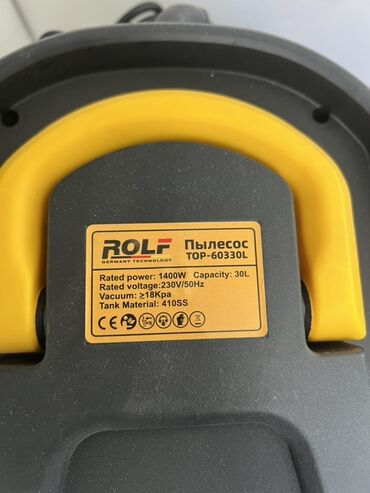 ROLF
GERMANY TECHNOLOGY
Пылесос
TOP-60330L
Rated power: 1400W Capacity: 30L
Rated voltage:230V/50Hz
Vacuum: ≥18Kpa
Tank Material: 410SS
CE